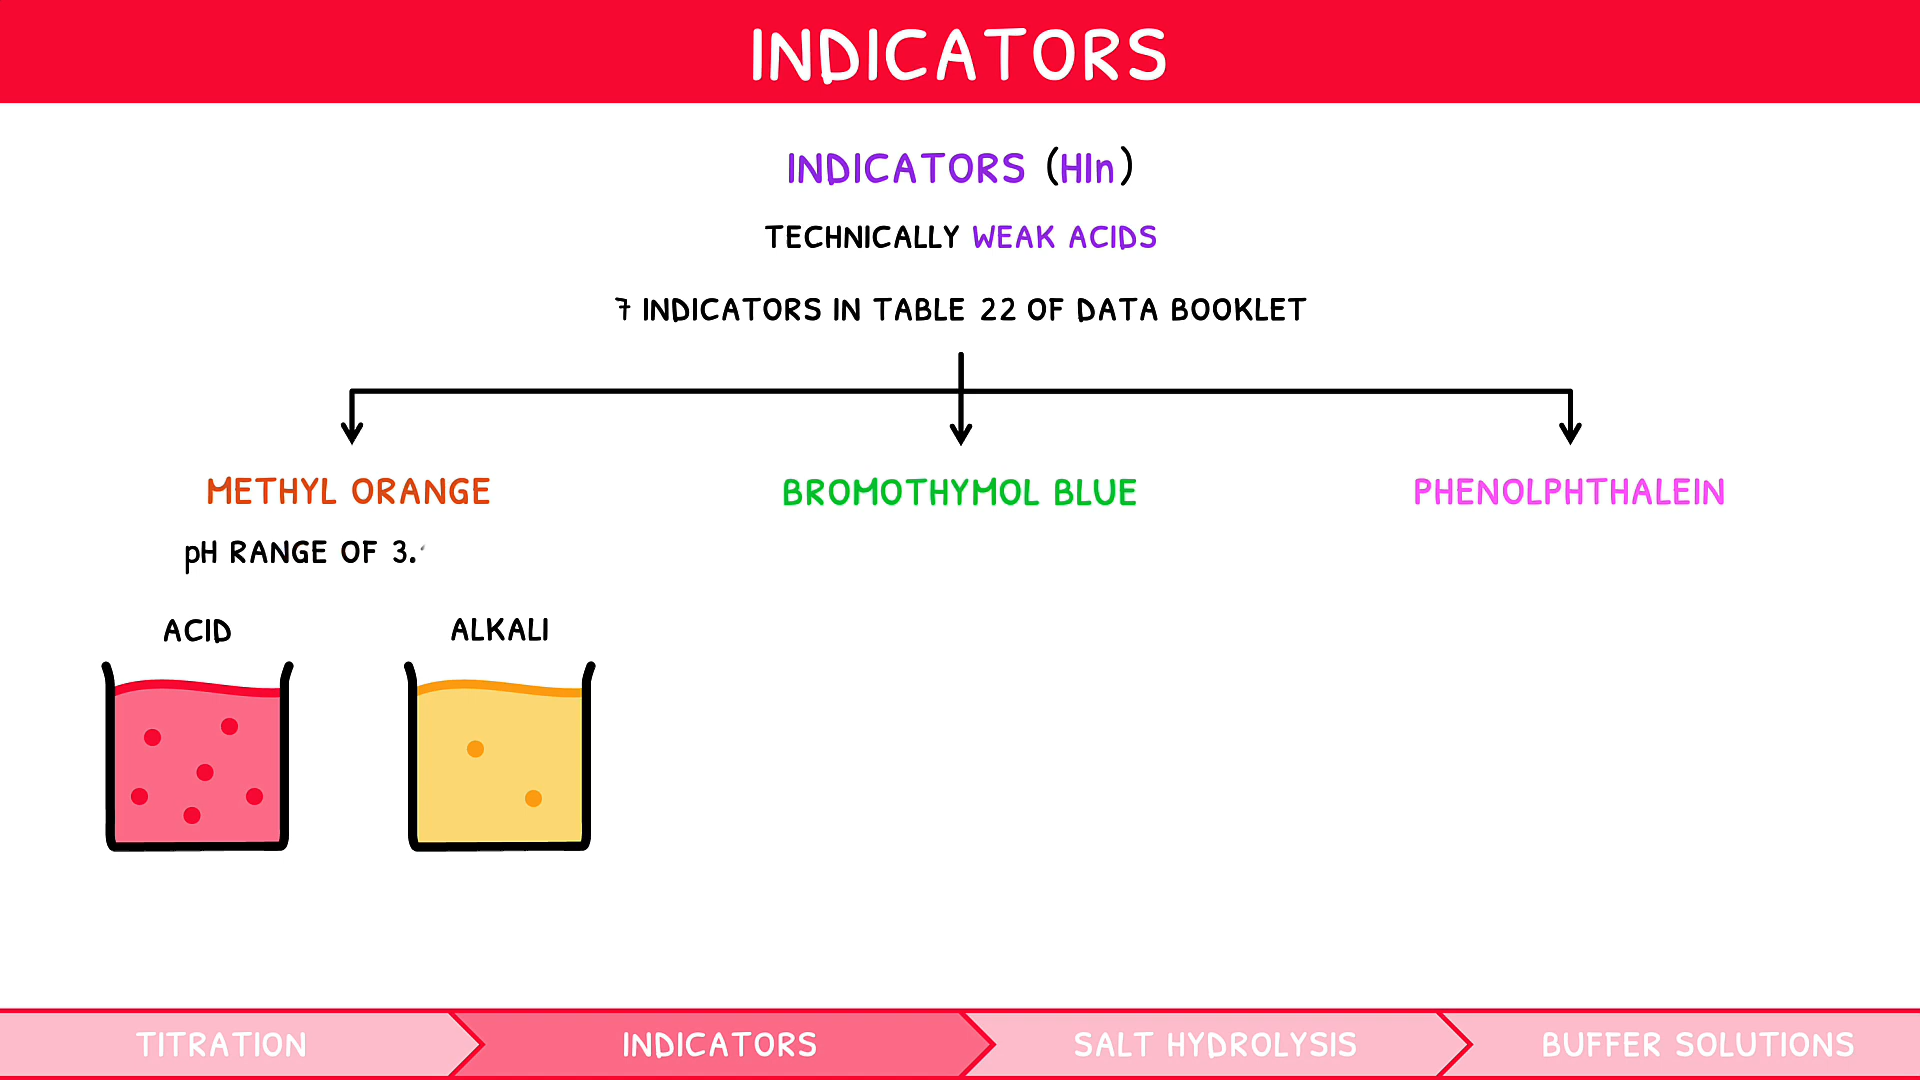 INDICATORS
INDICATORS (HIn)
TECHNICALLY WEAK ACIDS
7 INDICATORS IN TABLE 22 OF DATA BOOKLET
METHYL ORANGE
BROMOTHYMOL BLUE
PHENOLPHTHALEIN
pH RANGE OF 3.
ACID
ALKALI
TITRATION
INDICATORS
SALT HYDROLYSIS
BUFFER SOLUTIONS